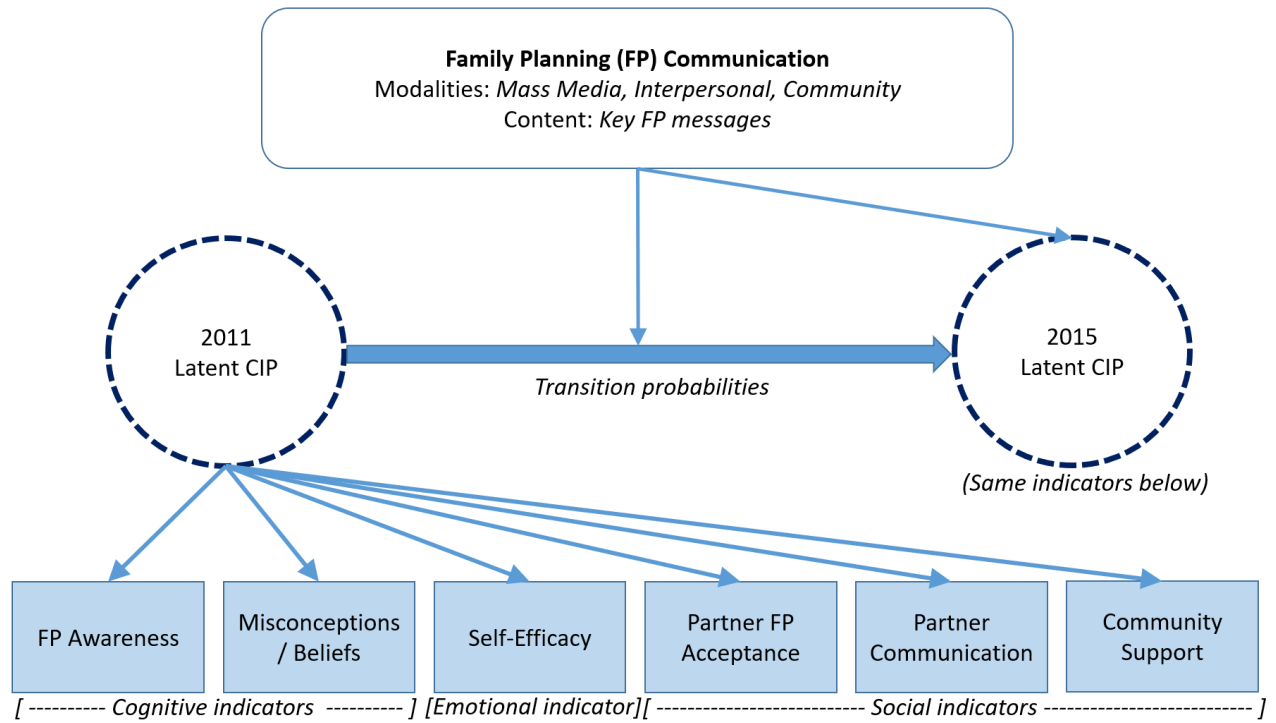 Family Planning (FP) Communication
Modalities: Mass Media, Interpersonal, Community
Content: Key FP messages
2011
Latent CIP
2015
Latent CIP
Transition probabilities
(Same indicators below)
FP Awareness
Misconceptions
/ Beliefs
Self-Efficacy
Partner FP
Acceptance
Partner
Communication
Community
Support
[ ---------- Cognitive indicators ---------- ]
[Emotional indicator]
[ ----------------------------- Social indicators ----------------------------- ]